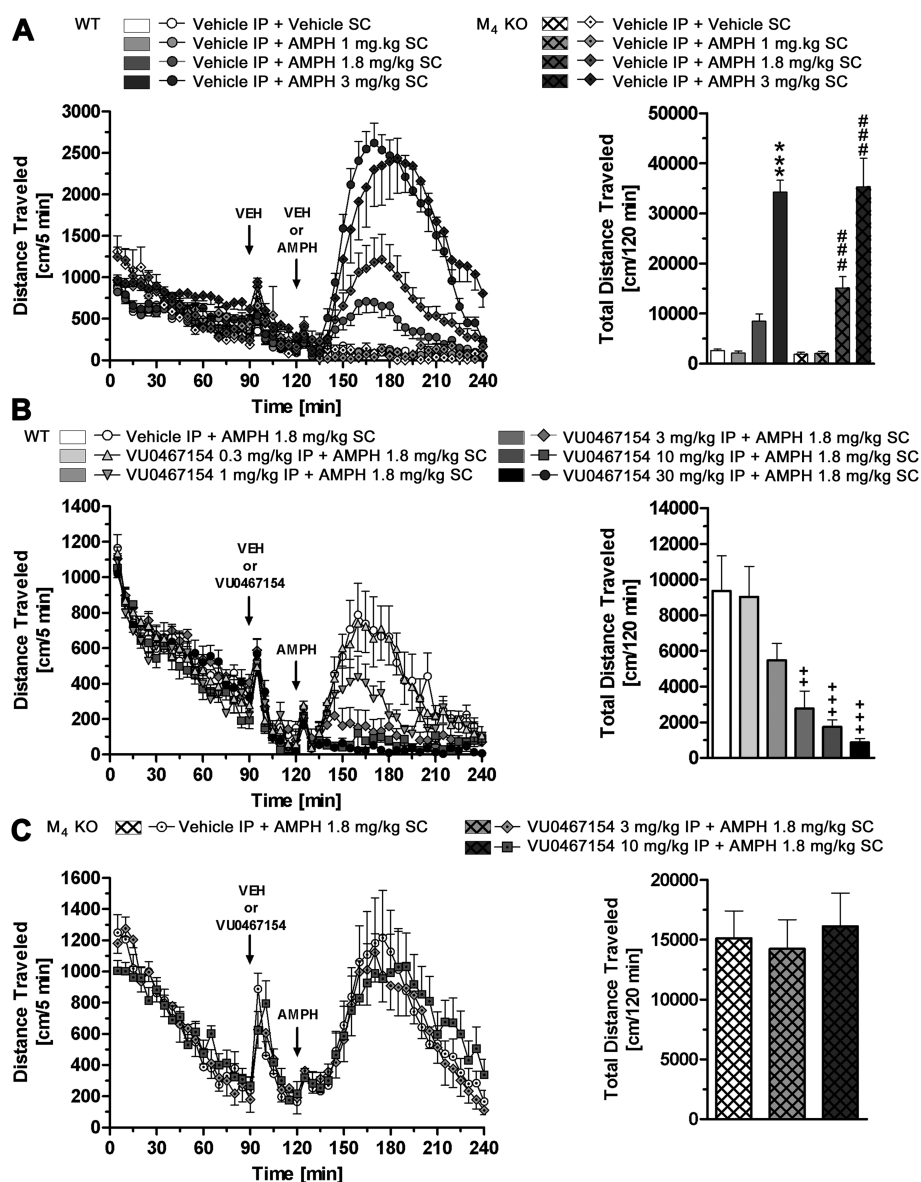 A
WT
Vehicle IP + Vehicle SC
Vehicle IP + AMPH 1 mg.kg SC
Vehicle IP + AMPH 1.8 mg/kg SC
Vehicle IP + AMPH 3 mg/kg SC
M4 KO
Vehicle IP + Vehicle SC
Vehicle IP + AMPH 1 mg.kg SC
Vehicle IP + AMPH 1.8 mg/kg SC
Vehicle IP + AMPH 3 mg/kg SC
Distance Traveled
[cm/5 min]
3000
2500
2000
1500
1000
500
0
VEH
VEH
or
AMPH
0 30 60 90 120 150 180 210 240
Time [min]
Total Distance Traveled
[cm/120 min]
50000
40000
30000
20000
10000
0
***
###
###
B
WT
Vehicle IP + AMPH 1.8 mg/kg SC
VU0467154 0.3 mg/kg IP + AMPH 1.8 mg/kg SC
VU0467154 1 mg/kg IP + AMPH 1.8 mg/kg SC
VU0467154 3 mg/kg IP + AMPH 1.8 mg/kg SC
VU0467154 10 mg/kg IP + AMPH 1.8 mg/kg SC
VU0467154 30 mg/kg IP + AMPH 1.8 mg/kg SC
Distance Traveled
[cm/5 min]
1400
1200
1000
800
600
400
200
0
VEH
or
VU0467154
AMPH
0 30 60 90 120 150 180 210 240
Time [min]
Total Distance Traveled
[cm/120 min]
14000
12000
10000
8000
6000
4000
2000
0
++
+++
+++
C
M4 KO
Vehicle IP + AMPH 1.8 mg/kg SC
VU0467154 3 mg/kg IP + AMPH 1.8 mg/kg SC
VU0467154 10 mg/kg IP + AMPH 1.8 mg/kg SC
Distance Traveled
[cm/5 min]
1600
1400
1200
1000
800
600
400
200
0
VEH
or
VU0467154
AMPH
0 30 60 90 120 150 180 210 240
Time [min]
Total Distance Traveled
[cm/120 min]
20000
15000
10000
5000
0